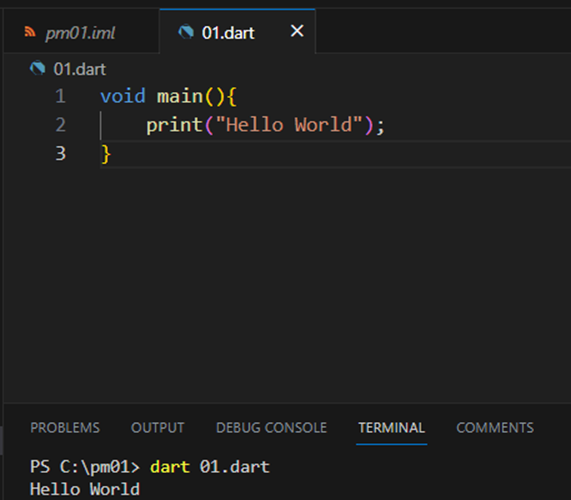 pm01.iml 01.dart
01.dart
1 void main(){
2     print("Hello World");
3 }
PROBLEMS OUTPUT DEBUG CONSOLE TERMINAL COMMENTS
PS C:\pm01> dart 01.dart
Hello World